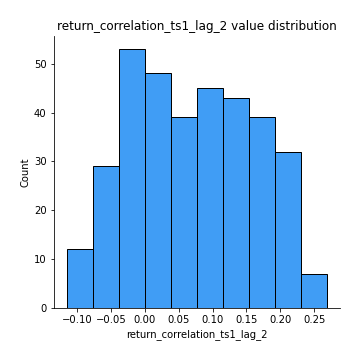 return_correlation_ts1_lag_2 value distribution
50
40
30
20
10
0
Count
−0.10 −0.05 0.00 0.05 0.10 0.15 0.20 0.25
return_correlation_ts1_lag_2